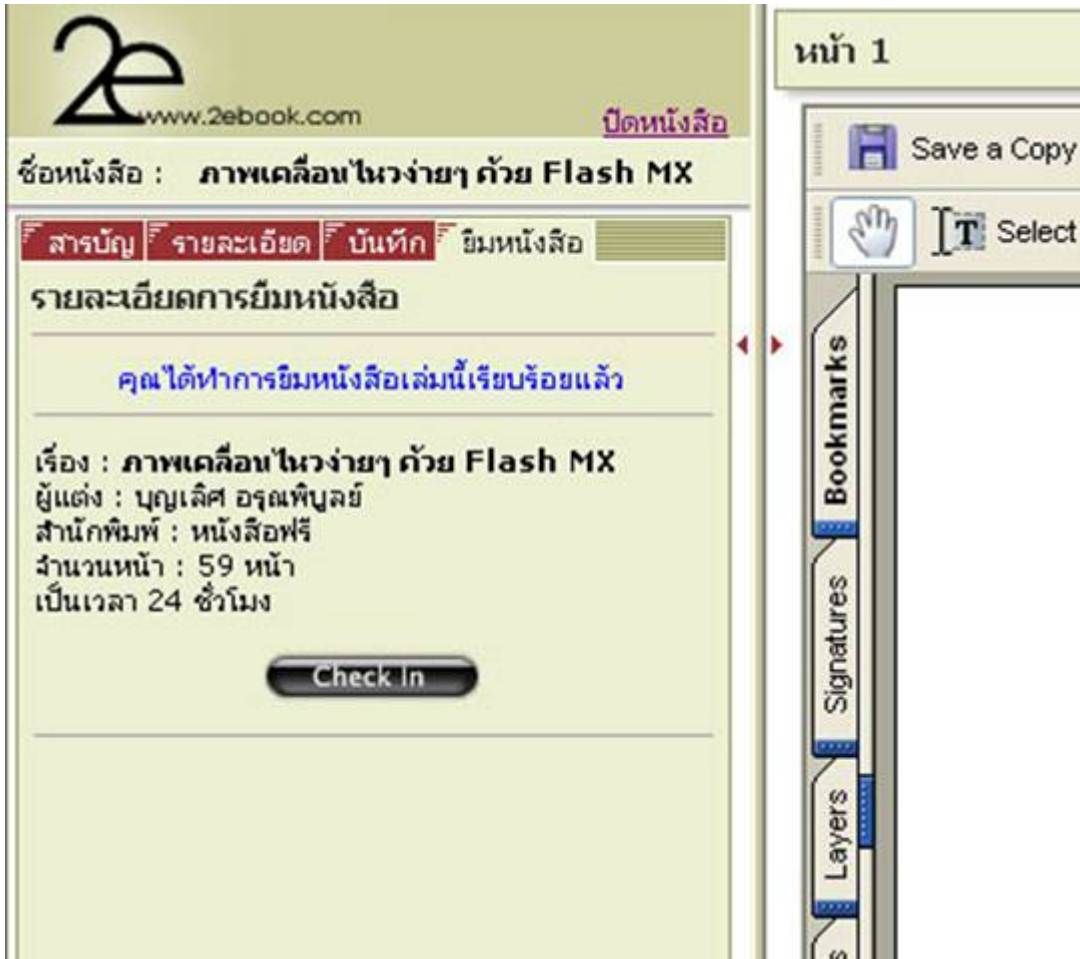 2e
www.2ebook.com
ปิดหนังสือ
ชื่อหนังสือ : ภาพเคลื่อนไหวง่ายๆ ด้วย Flash MX
สารบัญ รายละเอียด บันทึก ยืมหนังสือ
รายละเอียดการยืมหนังสือ
คุณได้ทำการยืมหนังสือเล่มนี้เรียบร้อยแล้ว
เรื่อง : ภาพเคลื่อนไหวง่ายๆ ด้วย Flash MX
ผู้แต่ง : บุญเลิศ อรุณพิบูลย์
สำนักพิมพ์ : หนังสือฟรี
จำนวนหน้า : 59 หน้า
เป็นเวลา 24 ชั่วโมง
Check In
หน้า 1
Save a Copy
Select
Bookmarks
Signatures
Layers